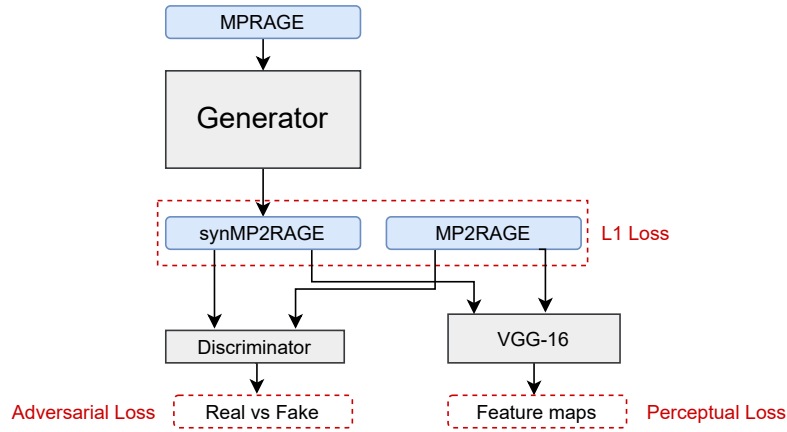 MPRAGE
Generator
synMP2RAGE
MP2RAGE
L1 Loss
Discriminator
VGG-16
Adversarial Loss
Real vs Fake
Feature maps
Perceptual Loss